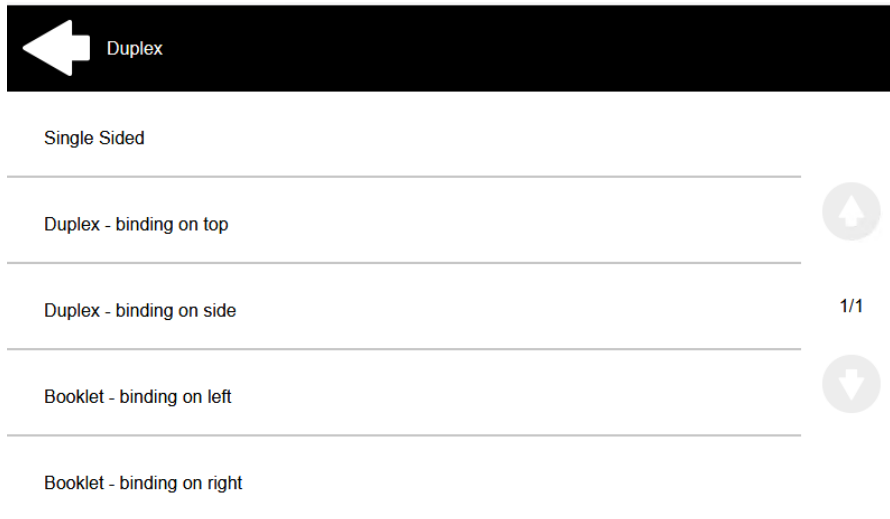 Duplex
Single Sided
Duplex - binding on top
Duplex - binding on side
1/1
Booklet - binding on left
Booklet - binding on right